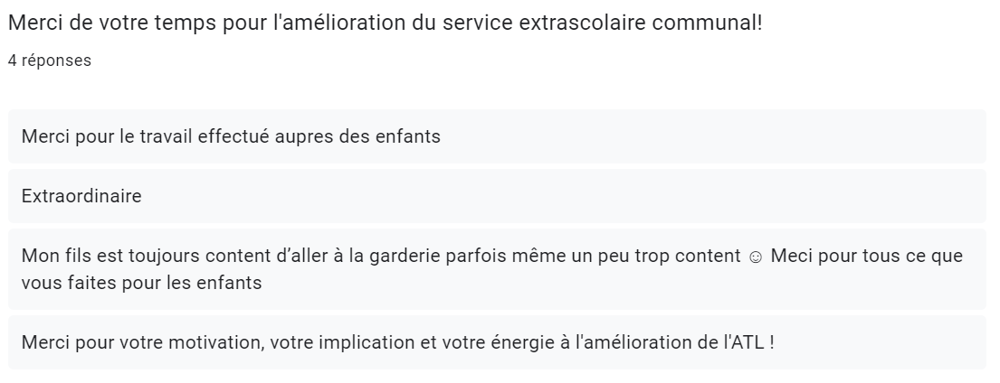 Merci de votre temps pour l'amélioration du service extrascolaire communal!
4 réponses
Merci pour le travail effectué aupres des enfants
Extraordinaire
Mon fils est toujours content d’aller à la garderie parfois même un peu trop content ☺ Meci pour tous ce que
vous faites pour les enfants
Merci pour votre motivation, votre implication et votre énergie à l'amélioration de l'ATL !